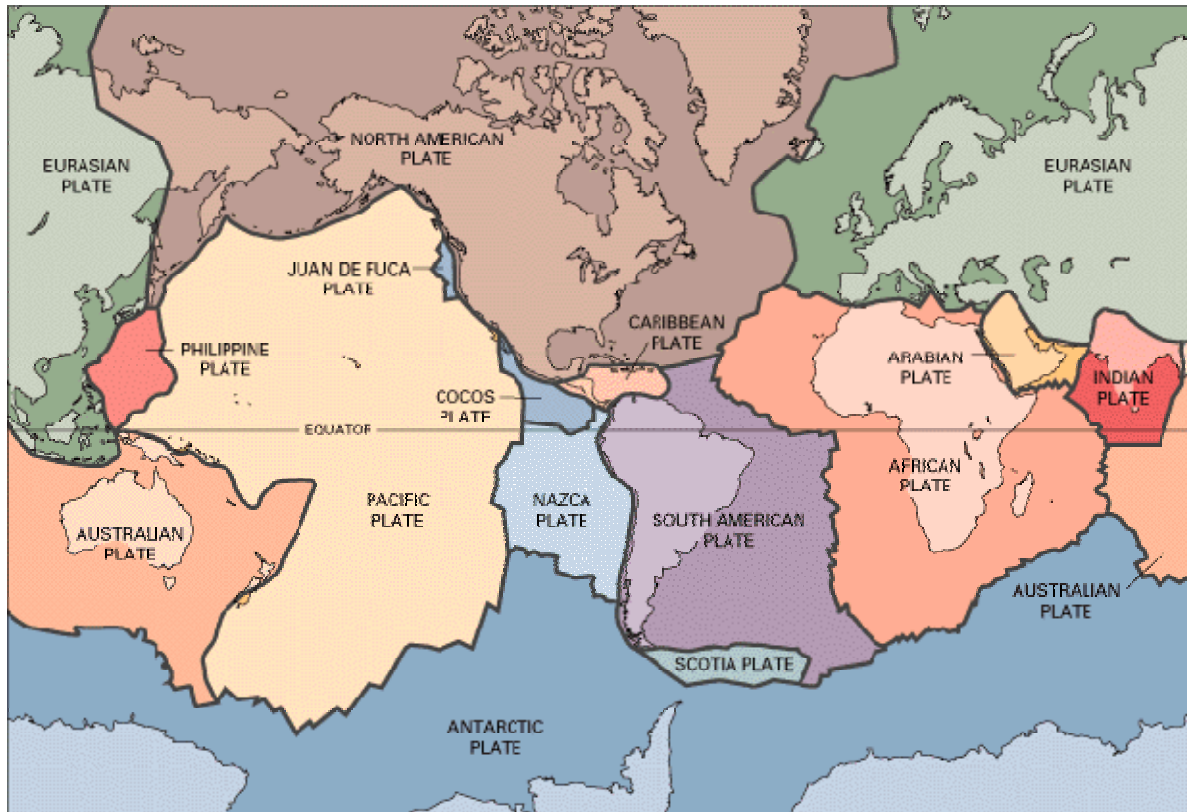 NORTH AMERICAN
PLATE
EURASIAN
PLATE
EURASIAN
PLATE
JUAN DE FUCA
PLATE
CARIBBEAN
PLATE
PHILIPPINE
PLATE
ARABIAN
PLATE
INDIAN
PLATE
COCOS
PLATE
EQUATOR
AFRICAN
PLATE
PACIFIC
PLATE
NAZCA
PLATE
SOUTH AMERICAN
PLATE
AUSTRALIAN
PLATE
AUSTRALIAN
PLATE
SCOTIA PLATE
ANTARCTIC
PLATE